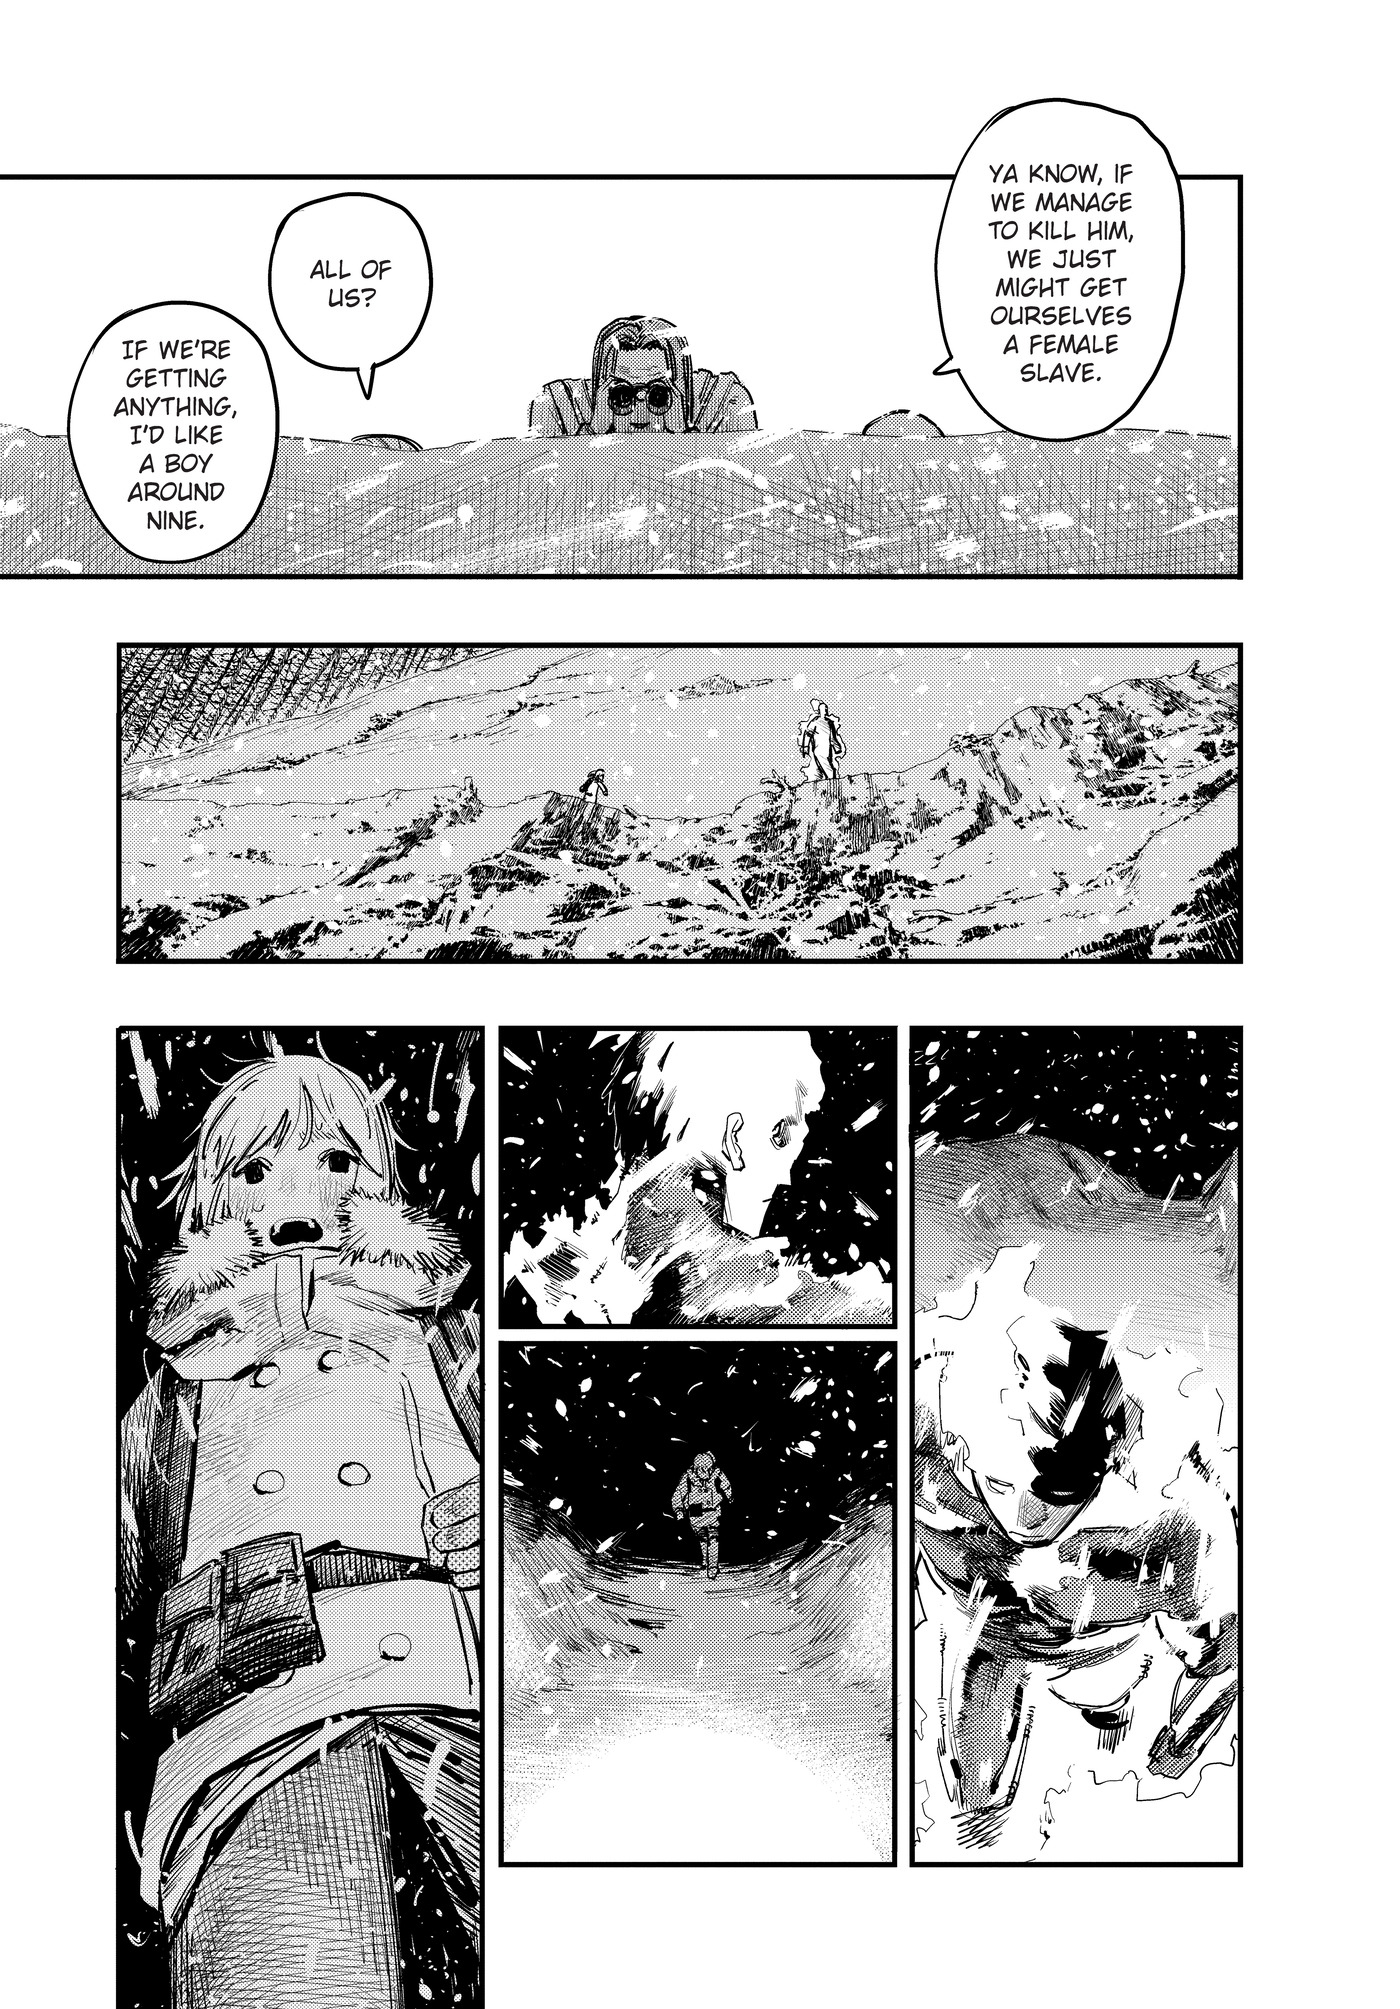 YA KNOW, IF
WE MANAGE
TO KILL HIM,
WE JUST
MIGHT GET
OURSELVES
A FEMALE
SLAVE.
ALL OF
US?
IF WE'RE
GETTING
ANYTHING,
I'D LIKE
A BOY
AROUND
NINE.